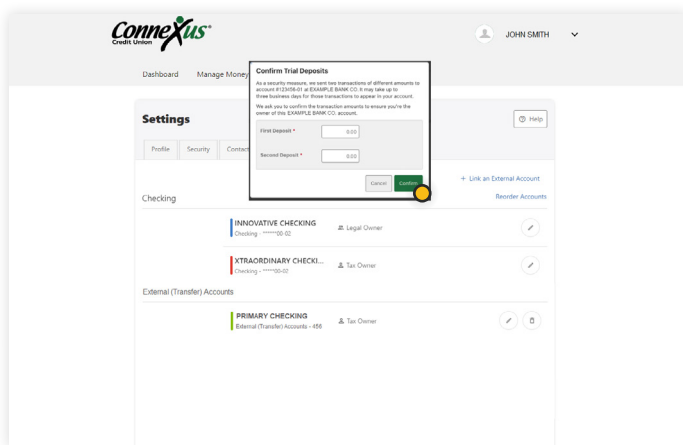 Connexus®
Credit Union
JOHN SMITH
Dashboard Manage Money
Confirm Trial Deposits
As a security measure, we sent two transactions of different amounts to
account #123456-01 at EXAMPLE BANK CO. It may take up to
three business days for those transactions to appear in your account.
We ask you to confirm the transaction amounts to ensure you're the
owner of this EXAMPLE BANK CO. account.
First Deposit * 0.00
Second Deposit * 0.00
Cancel Confirm
Settings
Help
Profile Security Contact
+ Link an External Account
Checking
Reorder Accounts
INNOVATIVE CHECKING
Checking - ******00-02
Legal Owner
XTRAORDINARY CHECKI...
Checking - ******00-02
Tax Owner
External (Transfer) Accounts
PRIMARY CHECKING
External (Transfer) Accounts - 456
Tax Owner